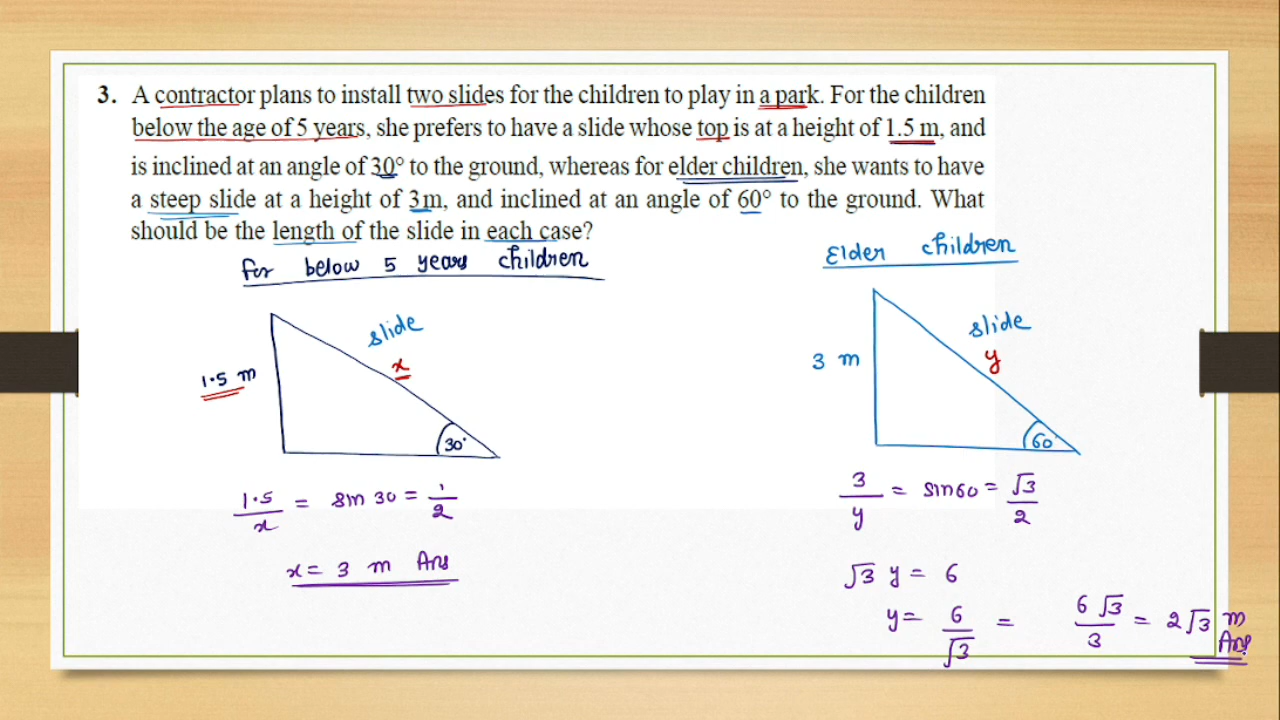 3. A contractor plans to install two slides for the children to play in a park. For the children
below the age of 5 years, she prefers to have a slide whose top is at a height of 1.5 m, and
is inclined at an angle of 30° to the ground, whereas for elder children, she wants to have
a steep slide at a height of 3m, and inclined at an angle of 60° to the ground. What
should be the length of the slide in each case?
for below 5 years children
slide
x
1.5 m
30°
1.5/x = sin 30 = 1/2
x = 3 m Ans
Elder children
slide
y
3 m
60°
3/y = sin60 = √3/2
√3 y = 6
y = 6/√3 = 6√3/3 = 2√3 m
Ans